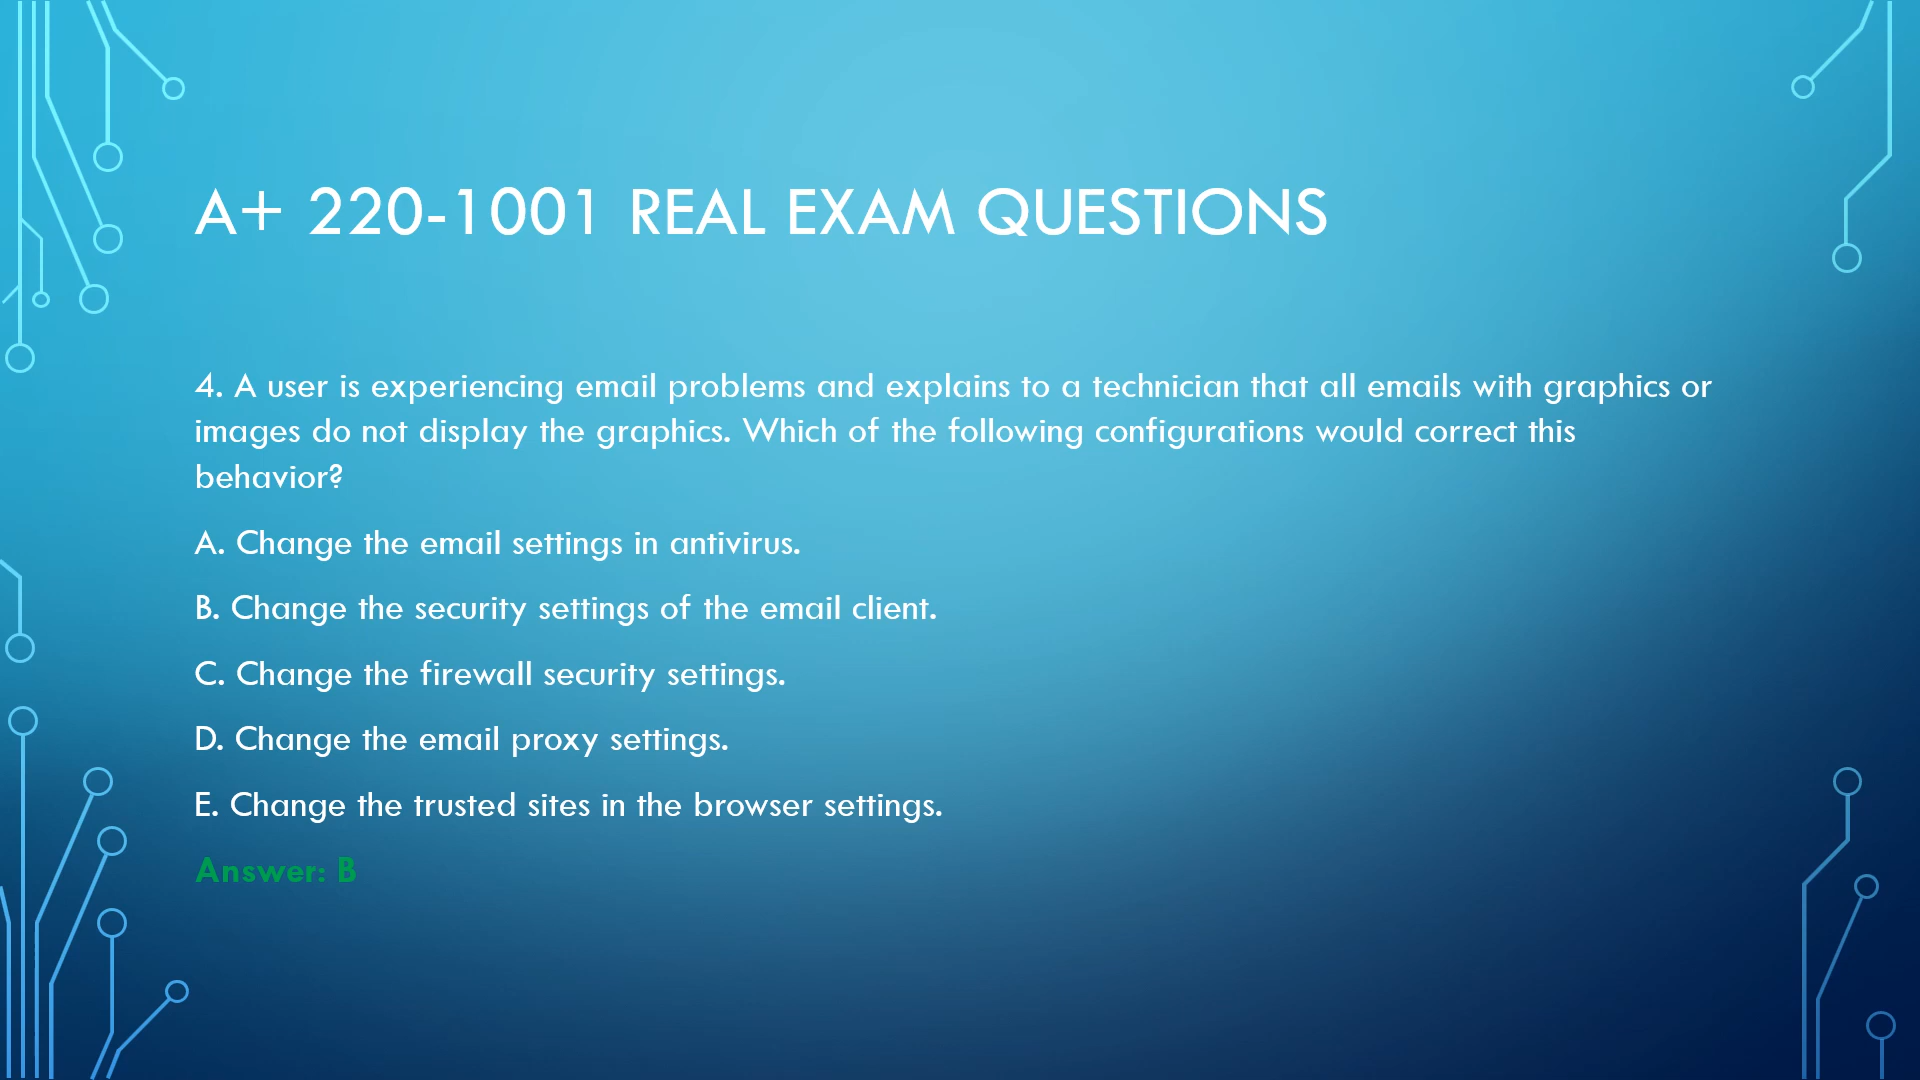 A+ 220-1001 REAL EXAM QUESTIONS
4. A user is experiencing email problems and explains to a technician that all emails with graphics or
images do not display the graphics. Which of the following configurations would correct this
behavior?
A. Change the email settings in antivirus.
B. Change the security settings of the email client.
C. Change the firewall security settings.
D. Change the email proxy settings.
E. Change the trusted sites in the browser settings.
Answer: B